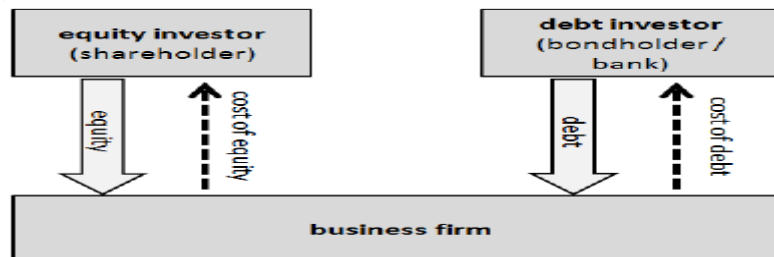 equity investor
(shareholder)
debt investor
(bondholder /
bank)
equity
cost of equity
debt
cost of debt
business firm